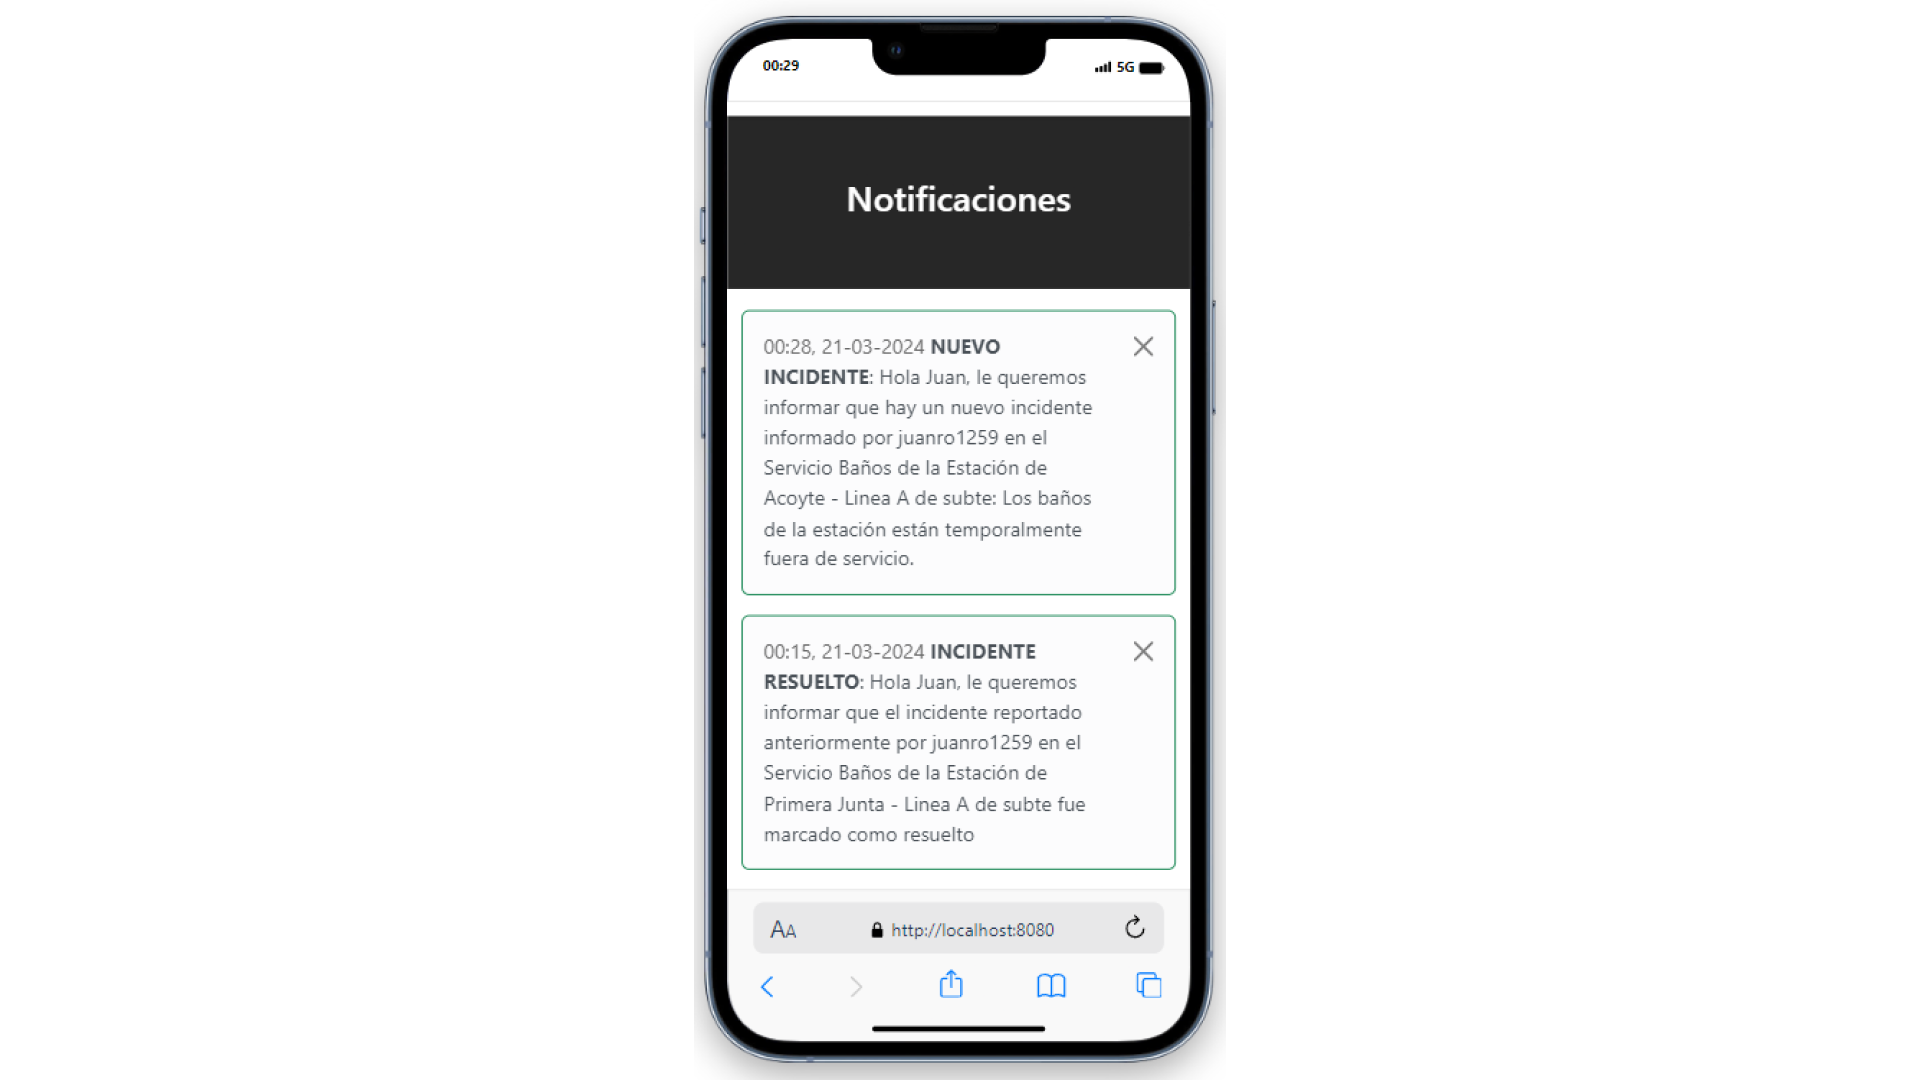 00:29
5G
Notificaciones
00:28, 21-03-2024 NUEVO
INCIDENTE: Hola Juan, le queremos
informar que hay un nuevo incidente
informado por juanro1259 en el
Servicio Baños de la Estación de
Acoyte - Linea A de subte: Los baños
de la estación están temporalmente
fuera de servicio.
00:15, 21-03-2024 INCIDENTE
RESUELTO: Hola Juan, le queremos
informar que el incidente reportado
anteriormente por juanro1259 en el
Servicio Baños de la Estación de
Primera Junta - Linea A de subte fue
marcado como resuelto
AA http://localhost:8080